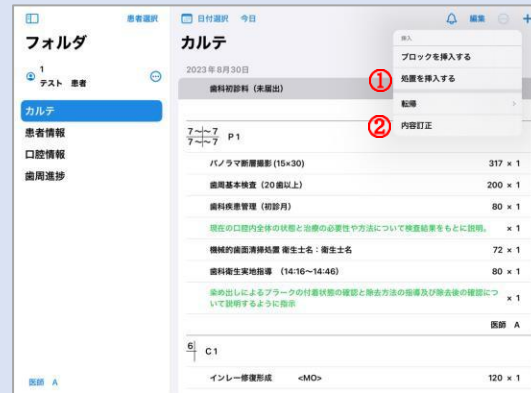 患者選択
フォルダ
1
テスト 患者
カルテ
患者情報
口腔情報
歯周進捗
医師 A
日付選択 今日
編集
カルテ
2023年8月30日
歯科初診料（未届出）
挿入
ブロックを挿入する
① 処置を挿入する
転帰
② 内容訂正
7~~7
7~~7 P1
パノラマ断層撮影(15×30) 317 × 1
歯周基本検査（20歯以上） 200 × 1
歯科疾患管理（初診月） 80 × 1
現在の口腔内全体の状態と治療の必要性や方法について検査結果をもとに説明。 × 1
機械的歯面清掃処置 衛生士名：衛生士名 72 × 1
歯科衛生実地指導 （14:16～14:46） 80 × 1
染め出しによるプラークの付着状態の確認と除去方法の指導及び除去後の確認につ
いて説明するように指示 × 1
医師 A
6 C1
インレー修復形成 <MO> 120 × 1